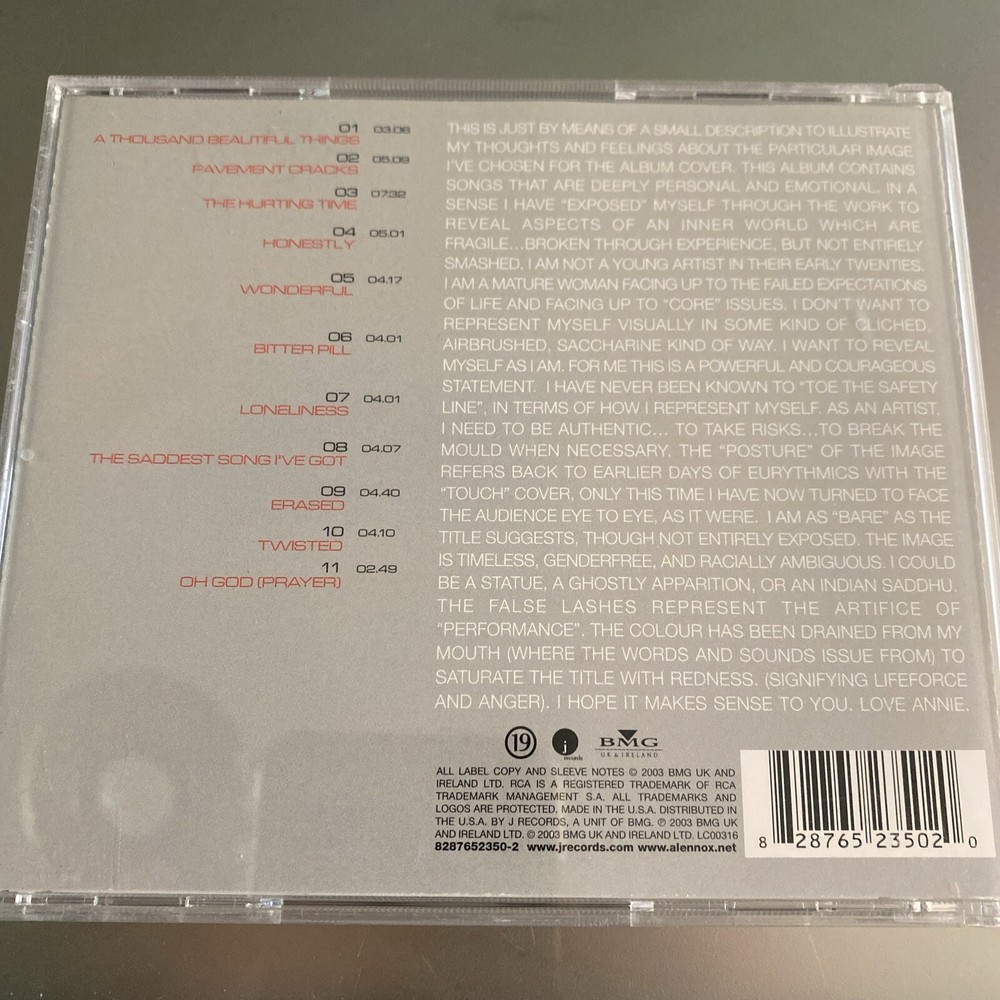 01 03.06
A THOUSAND BEAUTIFUL THINGS
02 05.09
PAVEMENT CRACKS
03 07.32
THE HURTING TIME
04 05.01
HONESTLY
05 04.17
WONDERFUL
06 04.01
BITTER PILL
07 04.01
LONELINESS
08 04.07
THE SADDEST SONG I'VE GOT
09 04.40
ERASED
10 04.10
TWISTED
11 02.49
OH GOD (PRAYER)
THIS IS JUST BY MEANS OF A SMALL DESCRIPTION TO ILLUSTRATE
MY THOUGHTS AND FEELINGS ABOUT THE PARTICULAR IMAGE
I'VE CHOSEN FOR THE ALBUM COVER. THIS ALBUM CONTAINS
SONGS THAT ARE DEEPLY PERSONAL AND EMOTIONAL. IN A
SENSE I HAVE "EXPOSED" MYSELF THROUGH THE WORK TO
REVEAL ASPECTS OF AN INNER WORLD WHICH ARE
FRAGILE...BROKEN THROUGH EXPERIENCE, BUT NOT ENTIRELY
SMASHED. I AM NOT A YOUNG ARTIST IN THEIR EARLY TWENTIES.
I AM A MATURE WOMAN FACING UP TO THE FAILED EXPECTATIONS
OF LIFE AND FACING UP TO "CORE" ISSUES. I DON'T WANT TO
REPRESENT MYSELF VISUALLY IN SOME KIND OF CLICHED,
AIRBRUSHED, SACCHARINE KIND OF WAY. I WANT TO REVEAL
MYSELF AS I AM. FOR ME THIS IS A POWERFUL AND COURAGEOUS
STATEMENT. I HAVE NEVER BEEN KNOWN TO "TOE THE SAFETY
LINE", IN TERMS OF HOW I REPRESENT MYSELF. AS AN ARTIST,
I NEED TO BE AUTHENTIC... TO TAKE RISKS...TO BREAK THE
MOULD WHEN NECESSARY. THE "POSTURE" OF THE IMAGE
REFERS BACK TO EARLIER DAYS OF EURYTHMICS WITH THE
"TOUCH" COVER, ONLY THIS TIME I HAVE NOW TURNED TO FACE
THE AUDIENCE EYE TO EYE, AS IT WERE. I AM AS "BARE" AS THE
TITLE SUGGESTS, THOUGH NOT ENTIRELY EXPOSED. THE IMAGE
IS TIMELESS, GENDERFREE, AND RACIALLY AMBIGUOUS. I COULD
BE A STATUE, A GHOSTLY APPARITION, OR AN INDIAN SADDHU.
THE FALSE LASHES REPRESENT THE ARTIFICE OF
"PERFORMANCE". THE COLOUR HAS BEEN DRAINED FROM MY
MOUTH (WHERE THE WORDS AND SOUNDS ISSUE FROM) TO
SATURATE THE TITLE WITH REDNESS. (SIGNIFYING LIFEFORCE
AND ANGER). I HOPE IT MAKES SENSE TO YOU. LOVE ANNIE.
19 j records BMG
UK & IRELAND
ALL LABEL COPY AND SLEEVE NOTES © 2003 BMG UK AND
IRELAND LTD. RCA IS A REGISTERED TRADEMARK OF RCA
TRADEMARK MANAGEMENT S.A. ALL TRADEMARKS AND
LOGOS ARE PROTECTED. MADE IN THE U.S.A. DISTRIBUTED IN
THE U.S.A. BY J RECORDS, A UNIT OF BMG. ℗ 2003 BMG UK
AND IRELAND LTD. © 2003 BMG UK AND IRELAND LTD. LC00316
8287652350-2 www.jrecords.com www.alennox.net
8 28765 23502 0